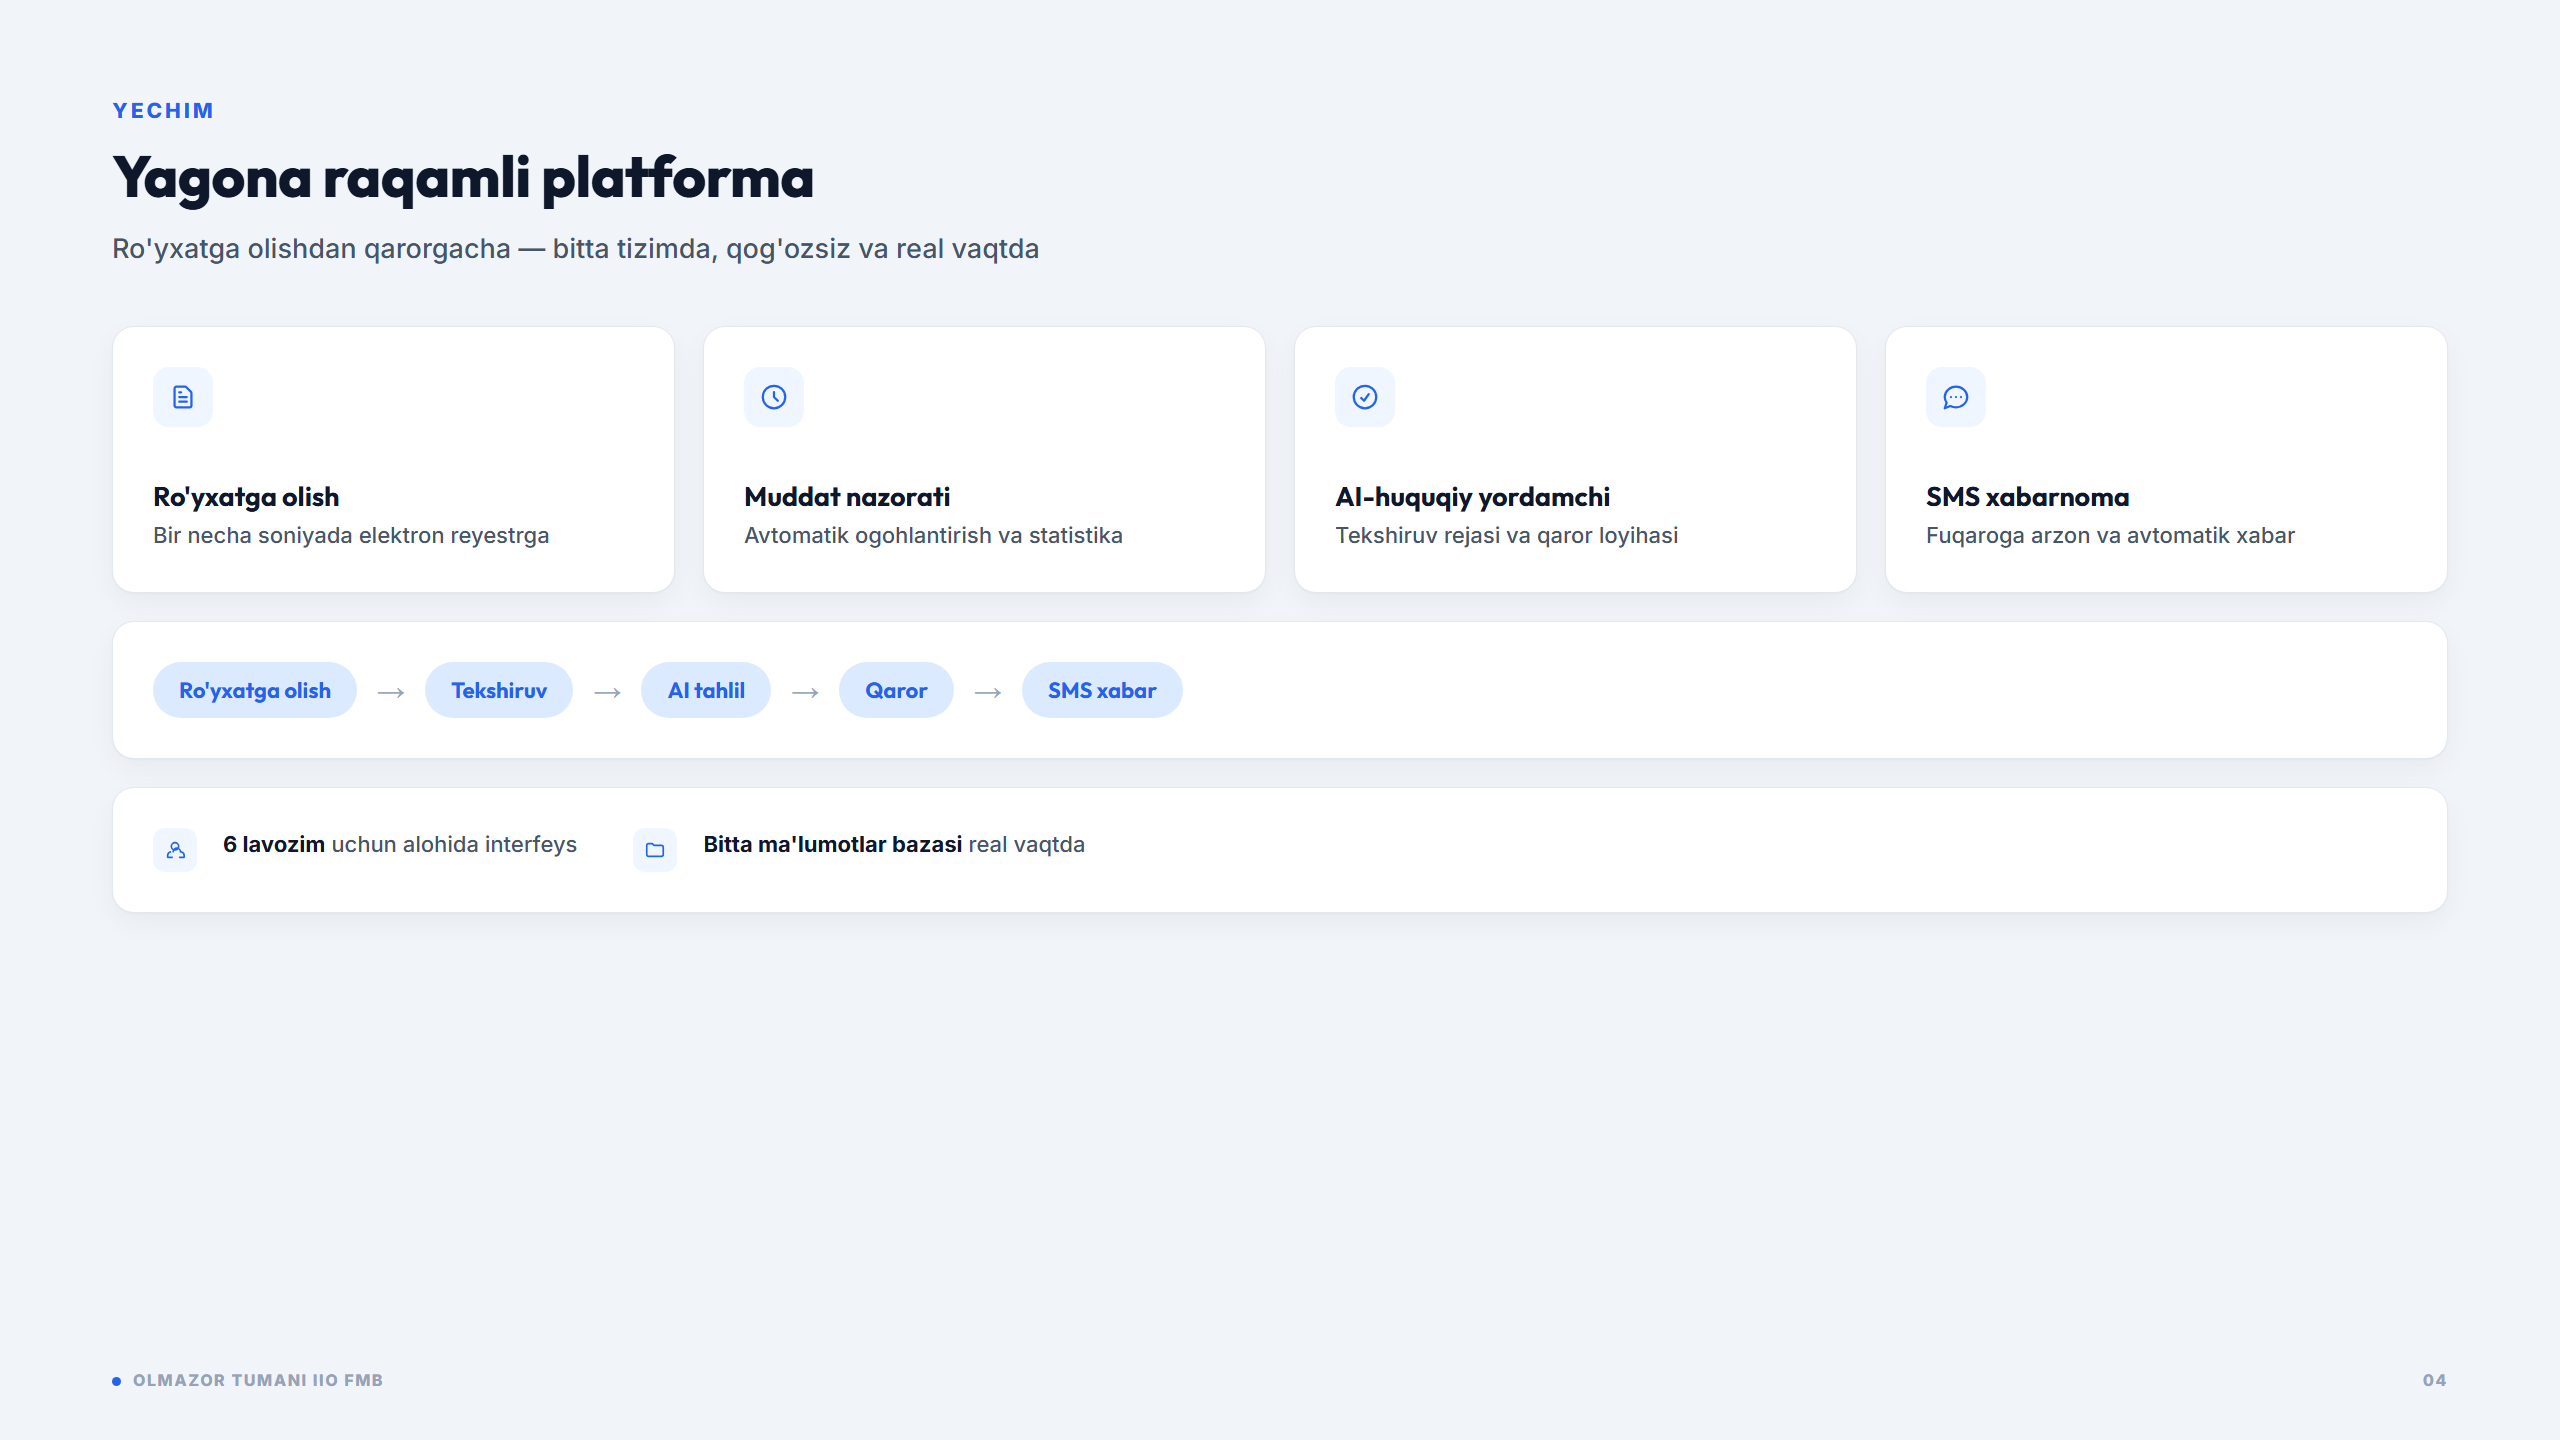 YECHIM
Yagona raqamli platforma
Ro'yxatga olishdan qarorgacha — bitta tizimda, qog'ozsiz va real vaqtda
Ro'yxatga olish
Bir necha soniyada elektron reyestrga
Muddat nazorati
Avtomatik ogohlantirish va statistika
AI-huquqiy yordamchi
Tekshiruv rejasi va qaror loyihasi
SMS xabarnoma
Fuqaroga arzon va avtomatik xabar
Ro'yxatga olish → Tekshiruv → AI tahlil → Qaror → SMS xabar
6 lavozim uchun alohida interfeys
Bitta ma'lumotlar bazasi real vaqtda
OLMAZOR TUMANI IIO FMB
04